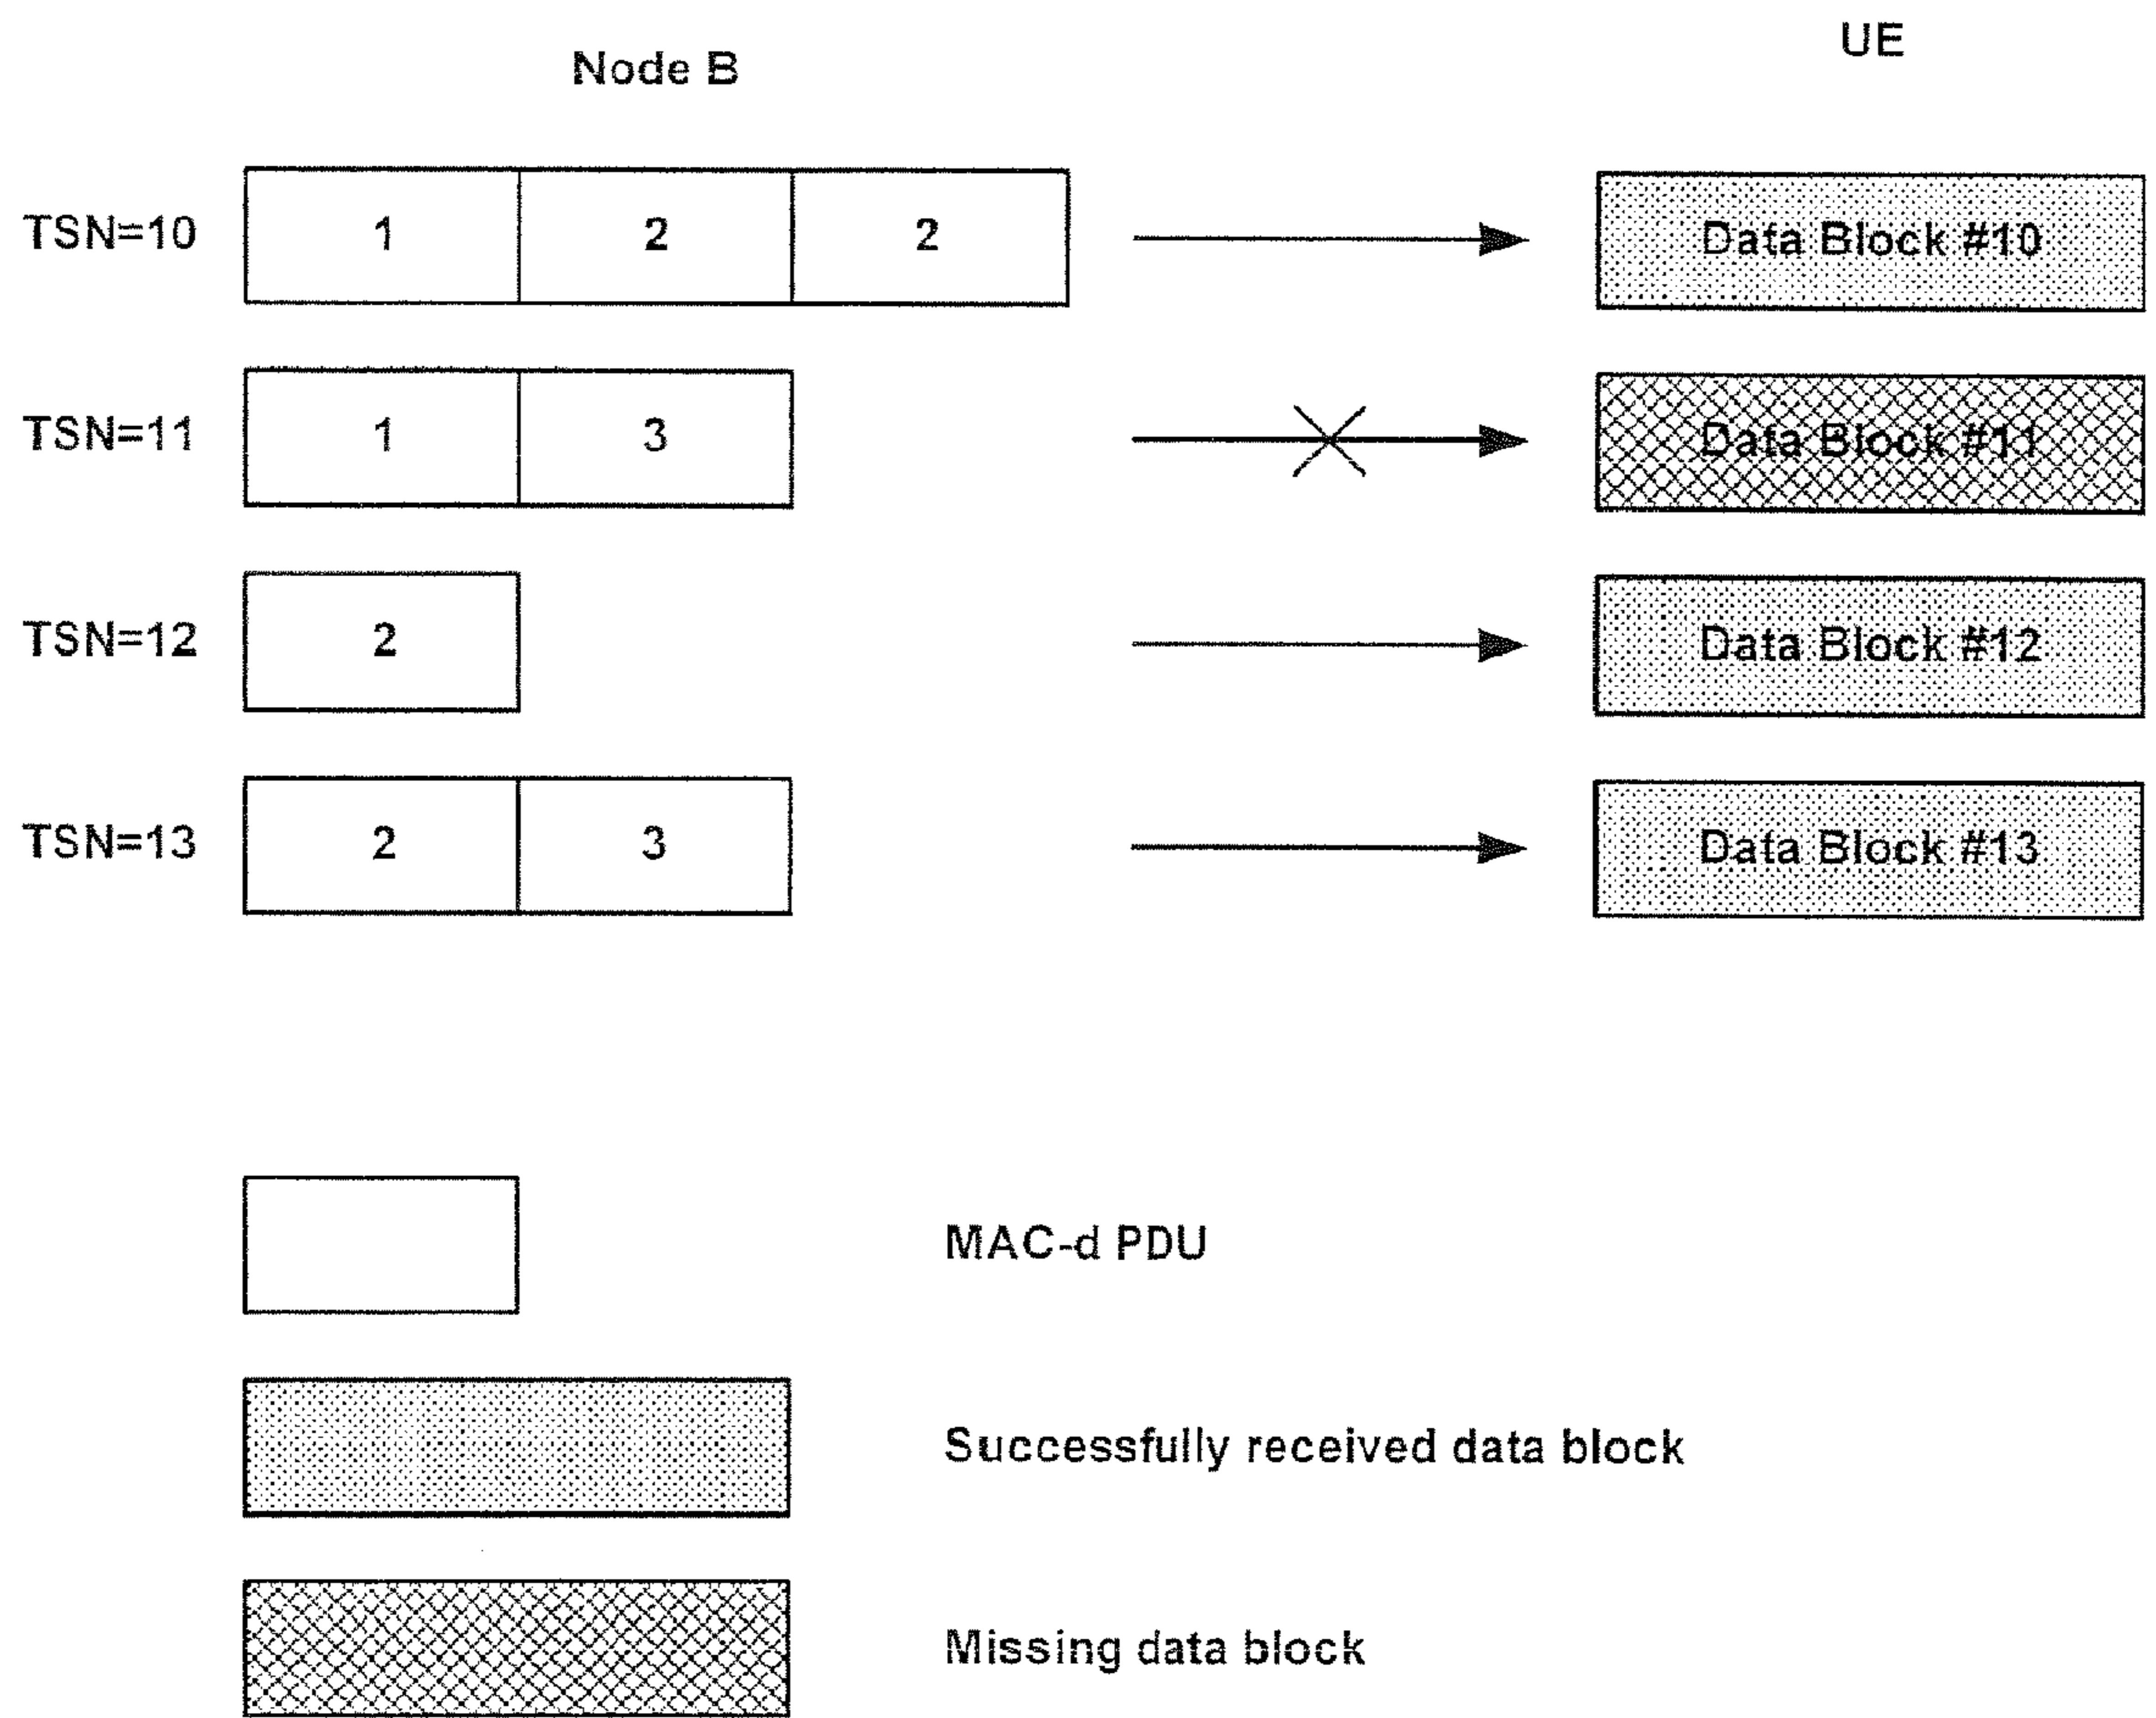 Node B
UE
TSN=10 1 2 2 Data Block #10
TSN=11 1 3 Data Block #11
TSN=12 2 Data Block #12
TSN=13 2 3 Data Block #13
MAC-d PDU
Successfully received data block
Missing data block